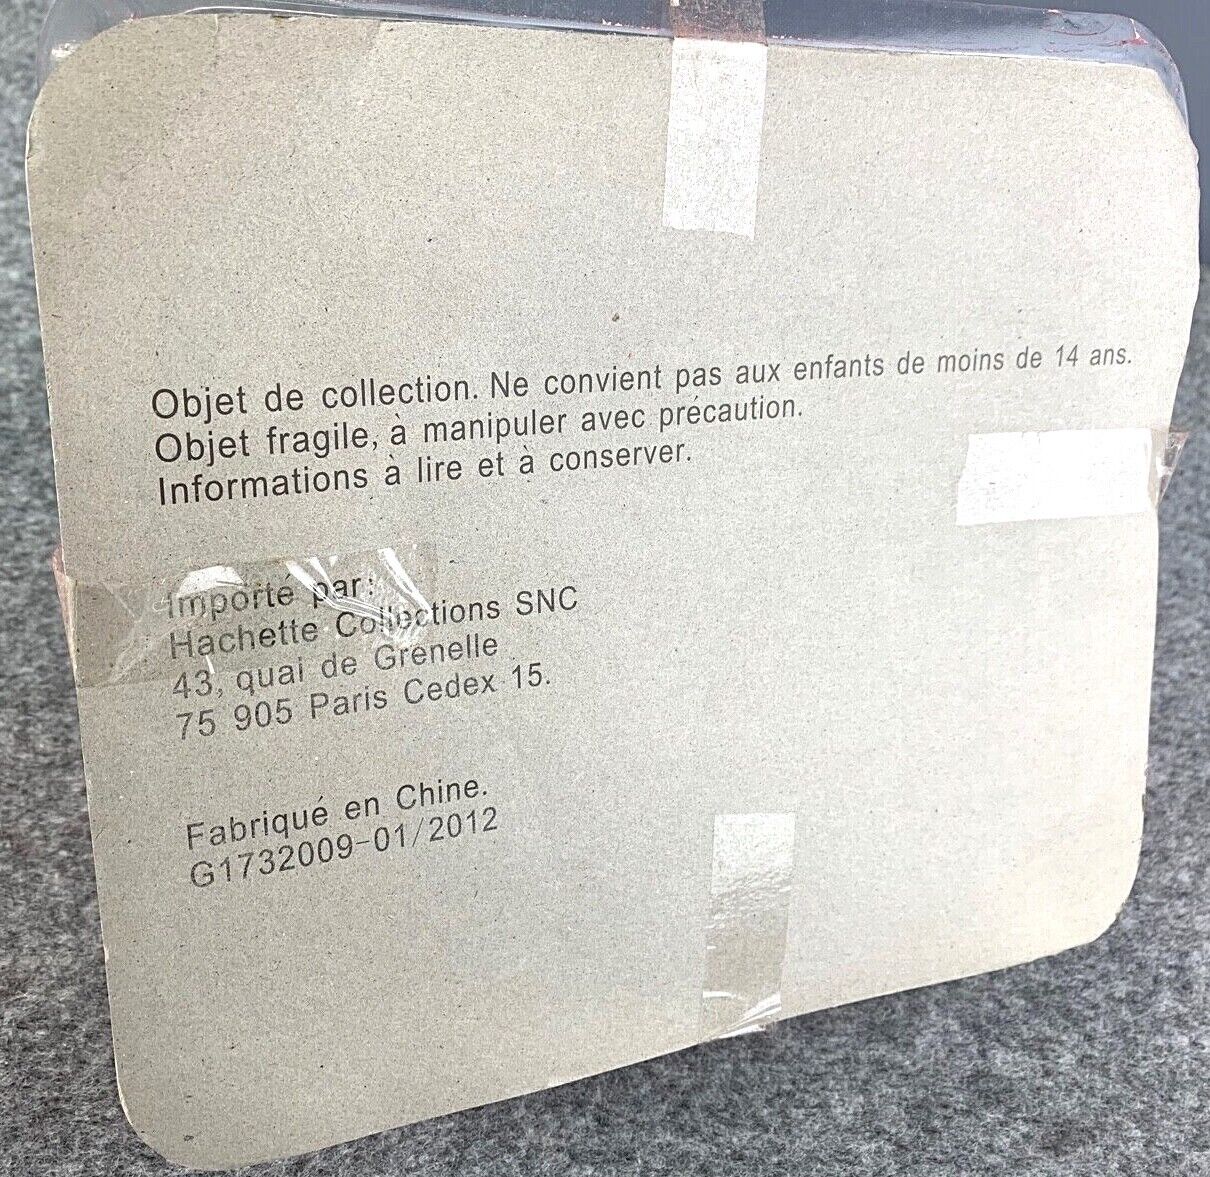 Objet de collection. Ne convient pas aux enfants de moins de 14 ans.
Objet fragile, à manipuler avec précaution.
Informations à lire et à conserver.
Importé par:
Hachette Collections SNC
43, quai de Grenelle
75 905 Paris Cedex 15.
Fabriqué en Chine.
G1732009-01/2012